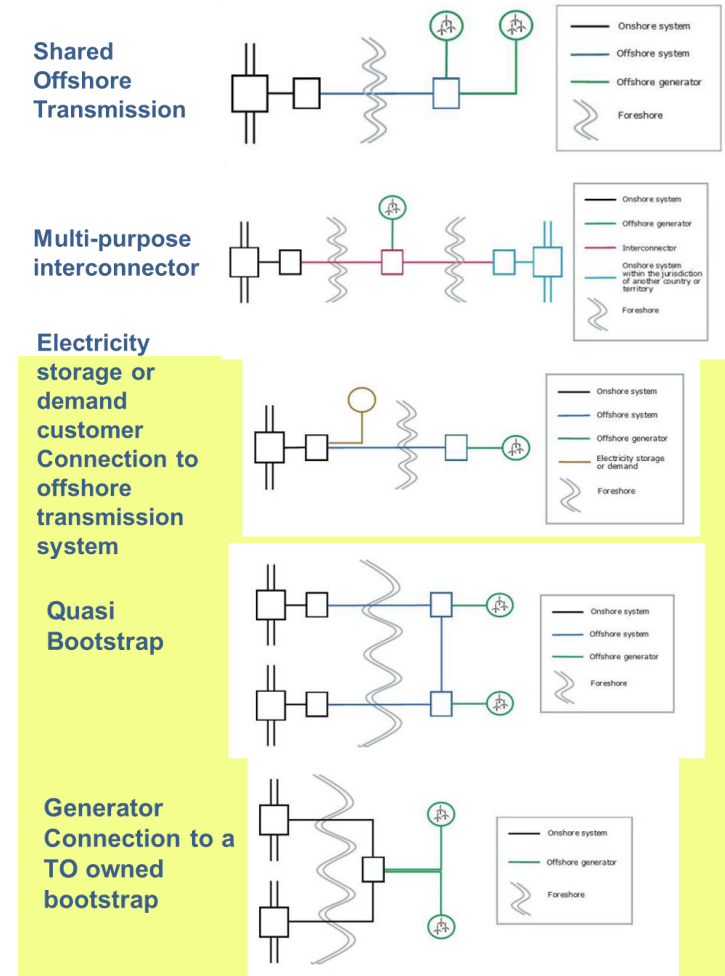 Shared
Offshore
Transmission
Onshore system
Offshore system
Offshore generator
Foreshore
Multi-purpose
interconnector
Onshore system
Offshore generator
Interconnector
Onshore system
within the jurisdiction
of another country or
territory
Foreshore
Electricity
storage or
demand
customer
Connection to
offshore
transmission
system
Onshore system
Offshore system
Offshore generator
Electricity storage
or demand
Foreshore
Quasi
Bootstrap
Onshore system
Offshore system
Offshore generator
Foreshore
Generator
Connection to a
TO owned
bootstrap
Onshore system
Offshore generator
Foreshore